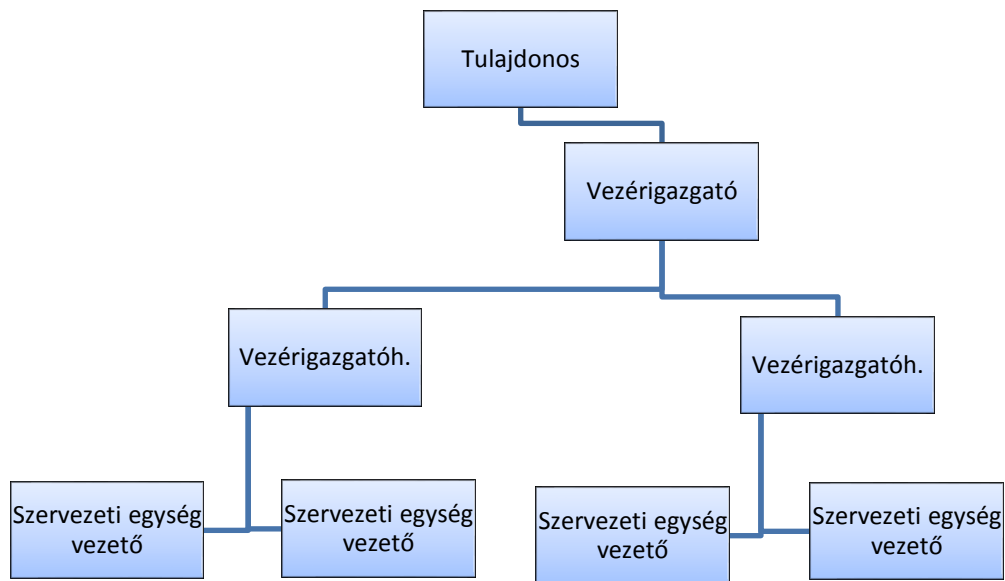 Tulajdonos
Vezérigazgató
Vezérigazgatóh.
Vezérigazgatóh.
Szervezeti egység
vezető
Szervezeti egység
vezető
Szervezeti egység
vezető
Szervezeti egység
vezető